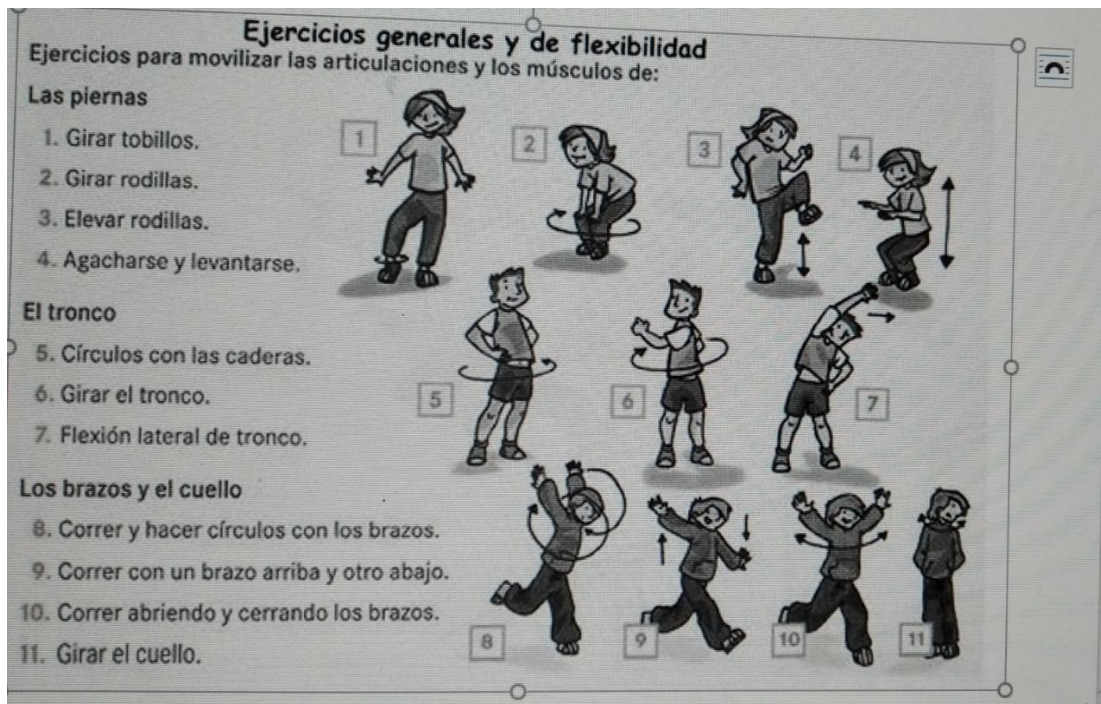 Ejercicios generales y de flexibilidad
Ejercicios para movilizar las articulaciones y los músculos de:
Las piernas
1. Girar tobillos.
2. Girar rodillas.
3. Elevar rodillas.
4. Agacharse y levantarse.
1
2
3
4
El tronco
5. Círculos con las caderas.
6. Girar el tronco.
7. Flexión lateral de tronco.
5
6
7
Los brazos y el cuello
8. Correr y hacer círculos con los brazos.
9. Correr con un brazo arriba y otro abajo.
10. Correr abriendo y cerrando los brazos.
11. Girar el cuello.
8
9
10
11